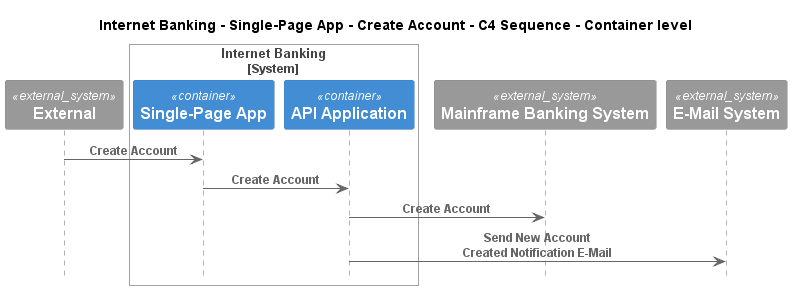 Internet Banking - Single-Page App - Create Account - C4 Sequence - Container level
Internet Banking
[System]
«external_system»
External
«container»
Single-Page App
«container»
API Application
«external_system»
Mainframe Banking System
«external_system»
E-Mail System
Create Account
Create Account
Create Account
Send New Account
Created Notification E-Mail